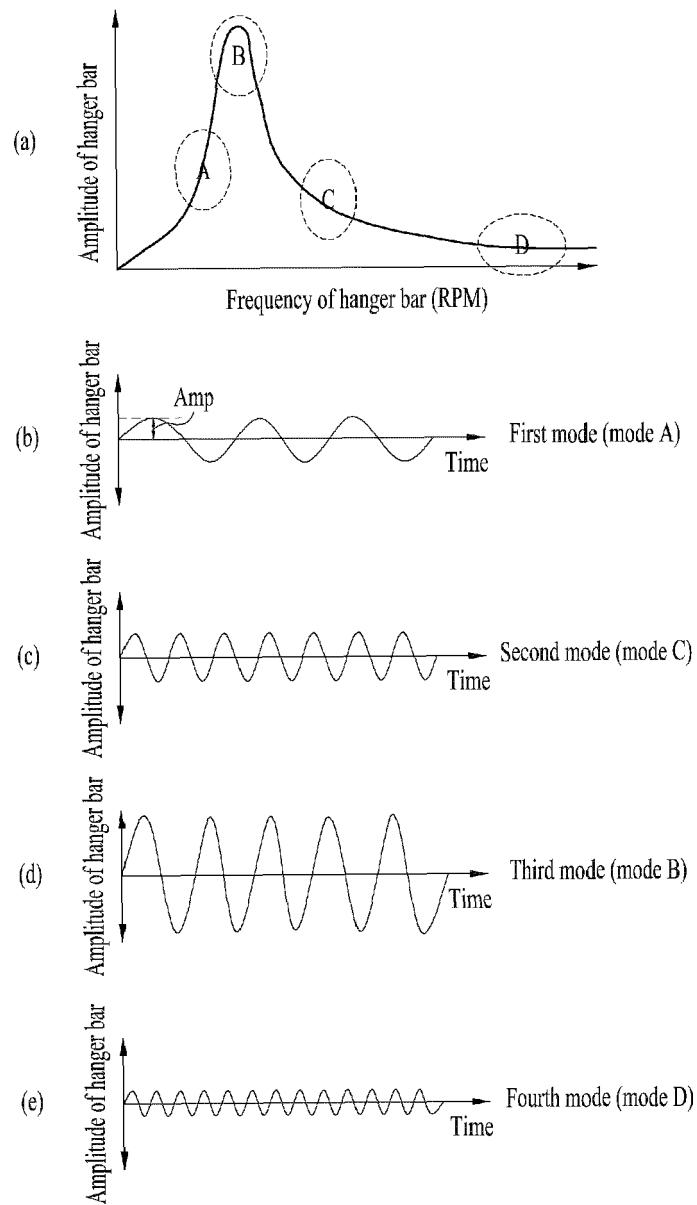 (a)
Amplitude of hanger bar
A
B
C
D
Frequency of hanger bar (RPM)
(b)
Amplitude of hanger bar
Amp
Time
First mode (mode A)
(c)
Amplitude of hanger bar
Time
Second mode (mode C)
(d)
Amplitude of hanger bar
Time
Third mode (mode B)
(e)
Amplitude of hanger bar
Time
Fourth mode (mode D)